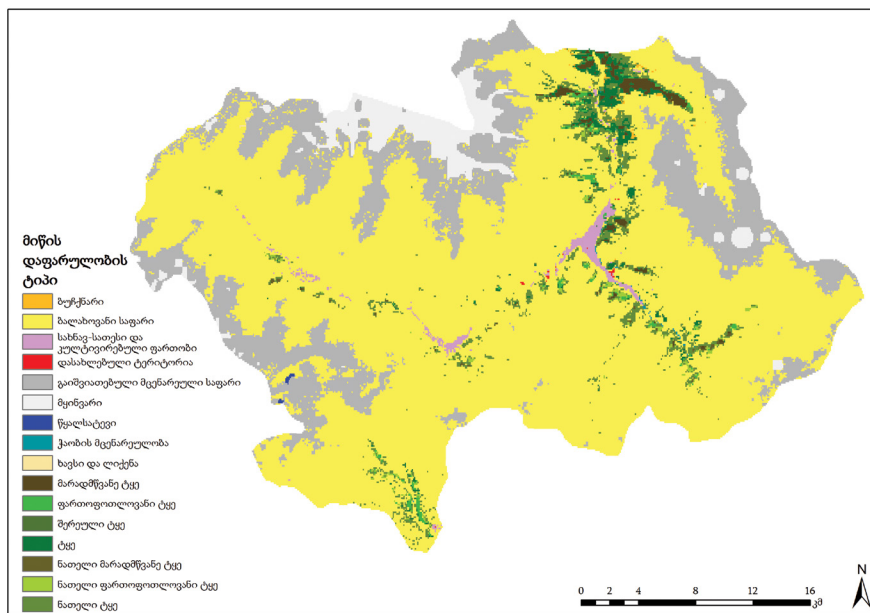 მიწის
დაფარულობის
ტიპი
ბუჩქნარი
ბალახოვანი საფარი
სახნავ-სათესი და
კულტივირებული ფართობი
დასახლებული ტერიტორია
გაიშვიათებული მცენარეული საფარი
მყინვარი
წყალსატევი
ჭაობის მცენარეულობა
ხავსი და ლიქენა
მარადმწვანე ტყე
ფართოფოთლოვანი ტყე
შერეული ტყე
ტყე
ნათელი მარადმწვანე ტყე
ნათელი ფართოფოთლოვანი ტყე
ნათელი ტყე
N
0 2 4 8 12 16
კმ